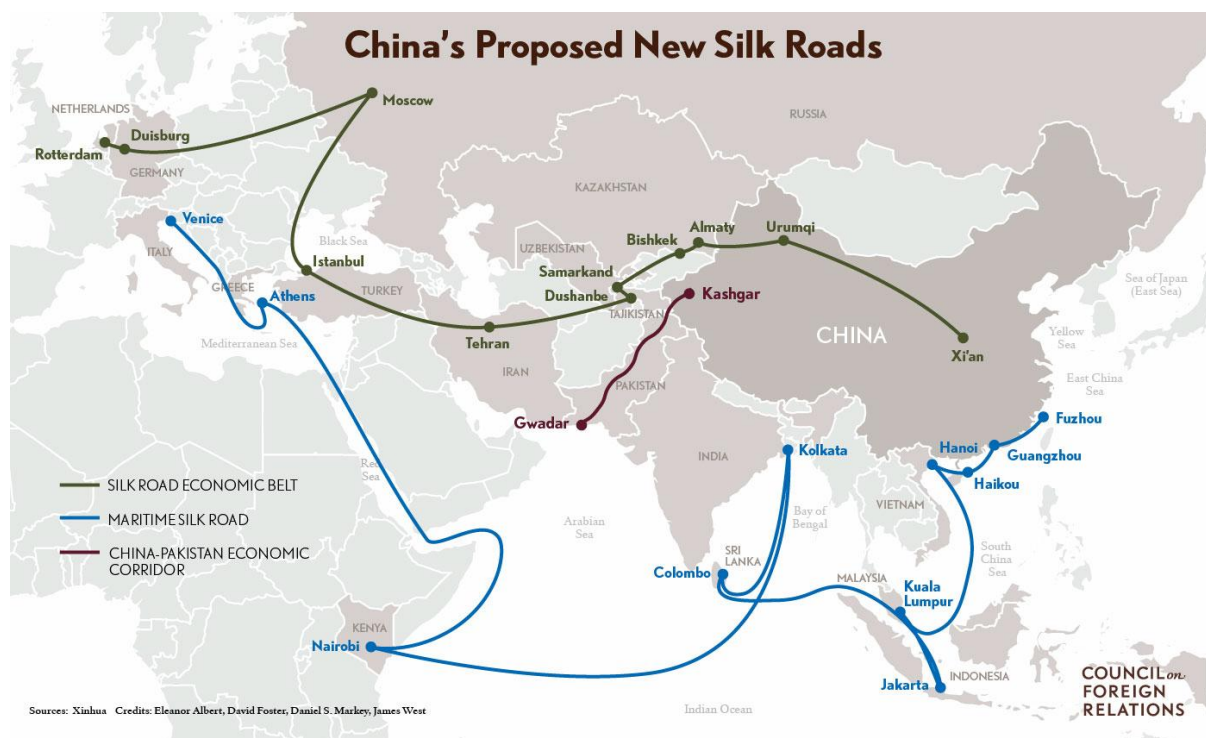 China's Proposed New Silk Roads
NETHERLANDS
Moscow
RUSSIA
Duisburg
Rotterdam
GERMANY
KAZAKHSTAN
Venice
Almaty
Urumqi
Black Sea
Bishkek
ITALY
UZBEKISTAN
Istanbul
Samarkand
Sea of Japan
(East Sea)
GREECE
Athens
TURKEY
Dushanbe
Kashgar
TAJIKISTAN
Mediterranean Sea
Tehran
CHINA
Yellow
Sea
Xi'an
IRAN
PAKISTAN
East China
Sea
Gwadar
Fuzhou
Kolkata
Hanoi
Guangzhou
INDIA
Red
Sea
Haikou
SILK ROAD ECONOMIC BELT
MARITIME SILK ROAD
CHINA-PAKISTAN ECONOMIC
CORRIDOR
Arabian
Sea
Bay of
Bengal
VIETNAM
SRI
LANKA
South
China
Sea
Colombo
MALAYSIA
Kuala
Lumpur
KENYA
Nairobi
Jakarta
INDONESIA
COUNCIL on
FOREIGN
RELATIONS
Indian Ocean
Sources: Xinhua Credits: Eleanor Albert, David Foster, Daniel S. Markey, James West